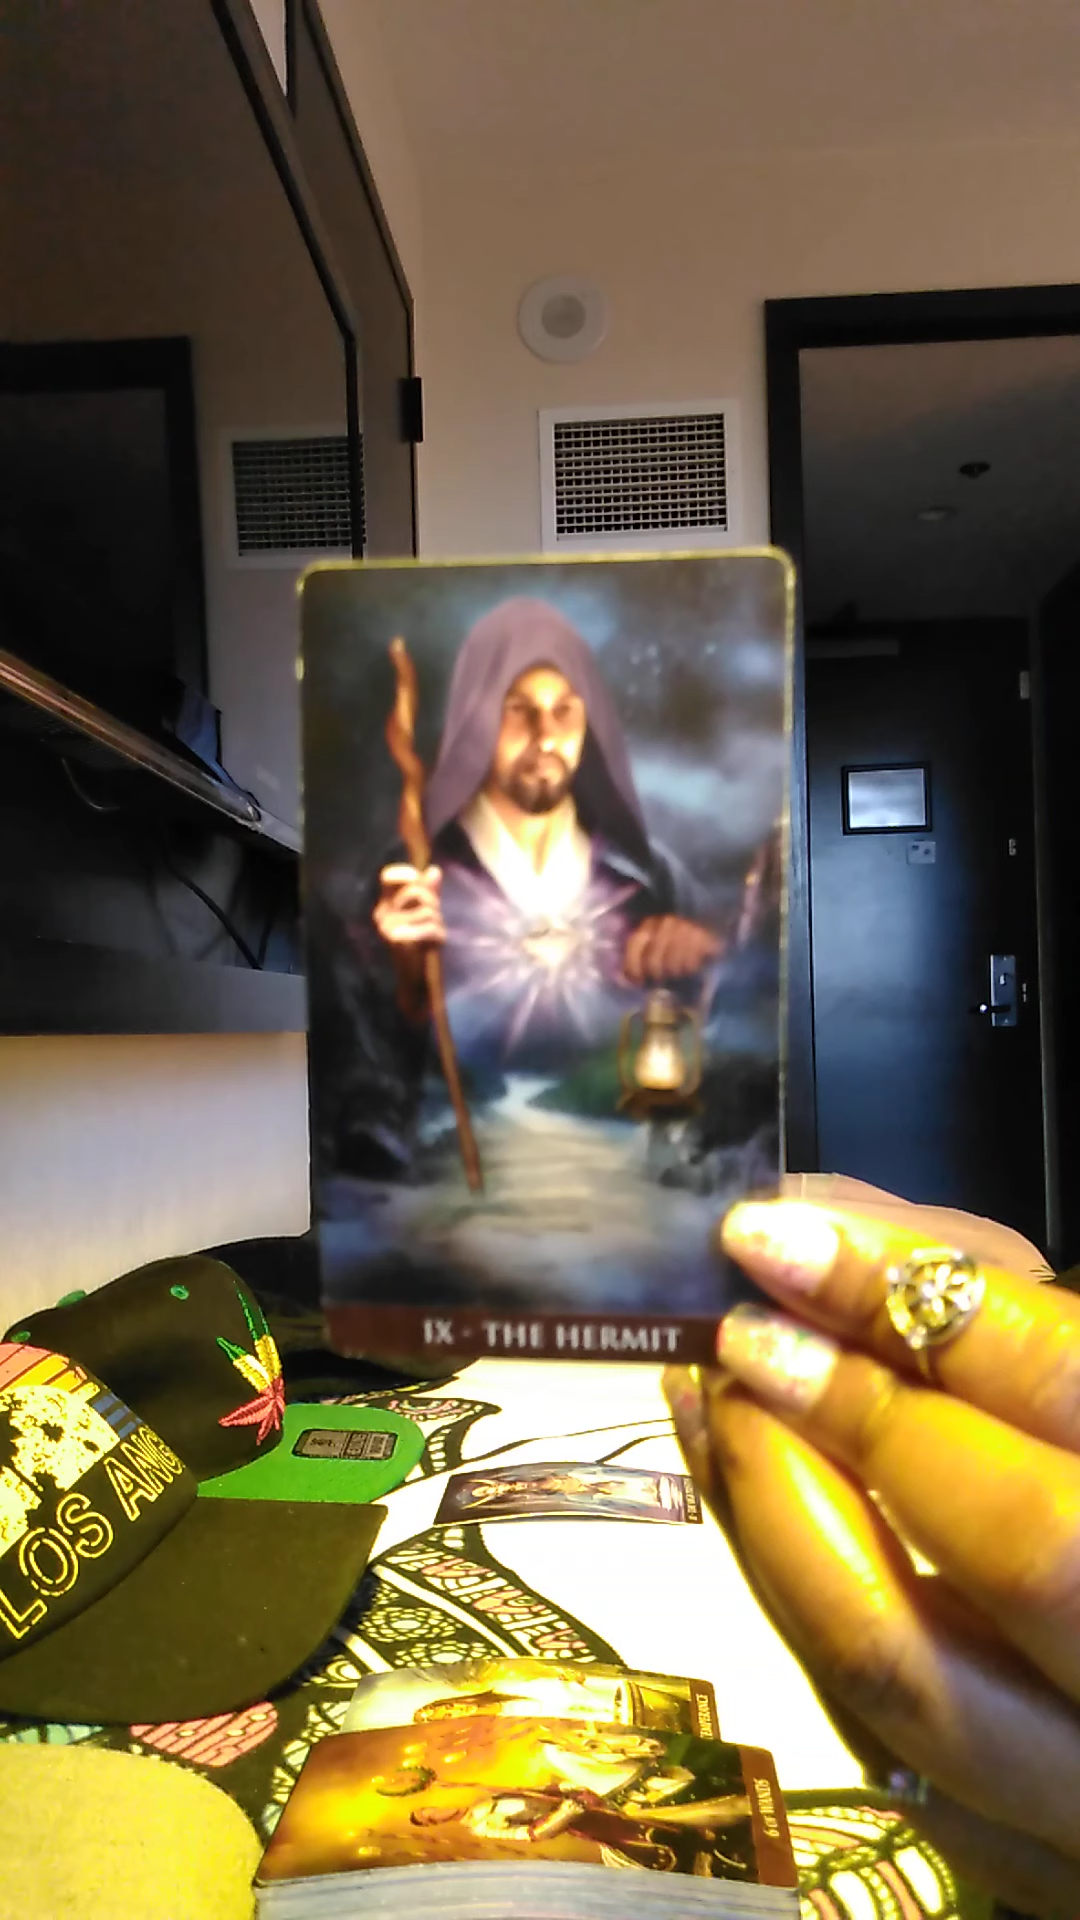 IX - THE HERMIT
LOS ANG
TEMPERANCE
6 OF WANDS